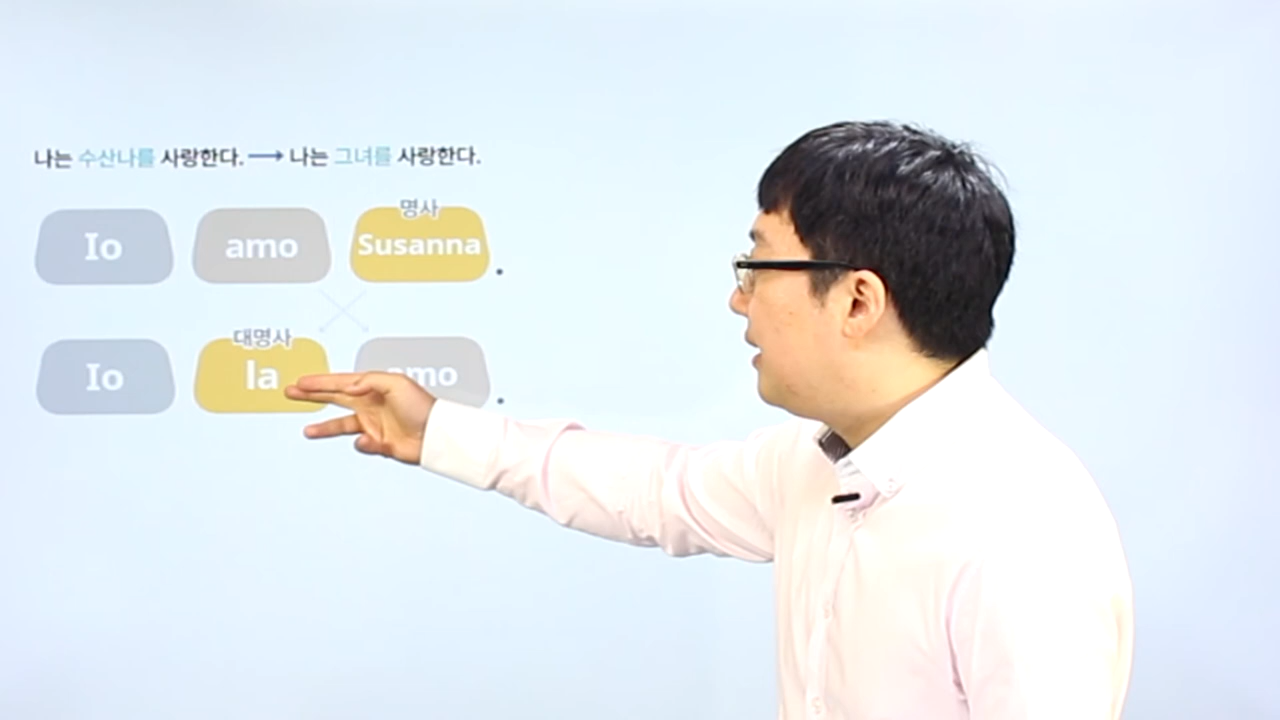 나는 수산나를 사랑한다. → 나는 그녀를 사랑한다.
명사
Io amo Susanna .
대명사
Io la amo .